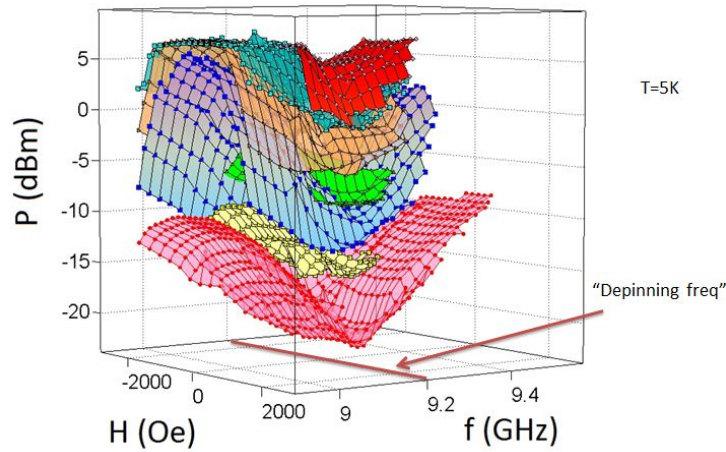 5
0
-5
-10
-15
-20
P (dBm)
-2000
0
2000
H (Oe)
9
9.2
9.4
f (GHz)
T=5K
“Depinning freq”